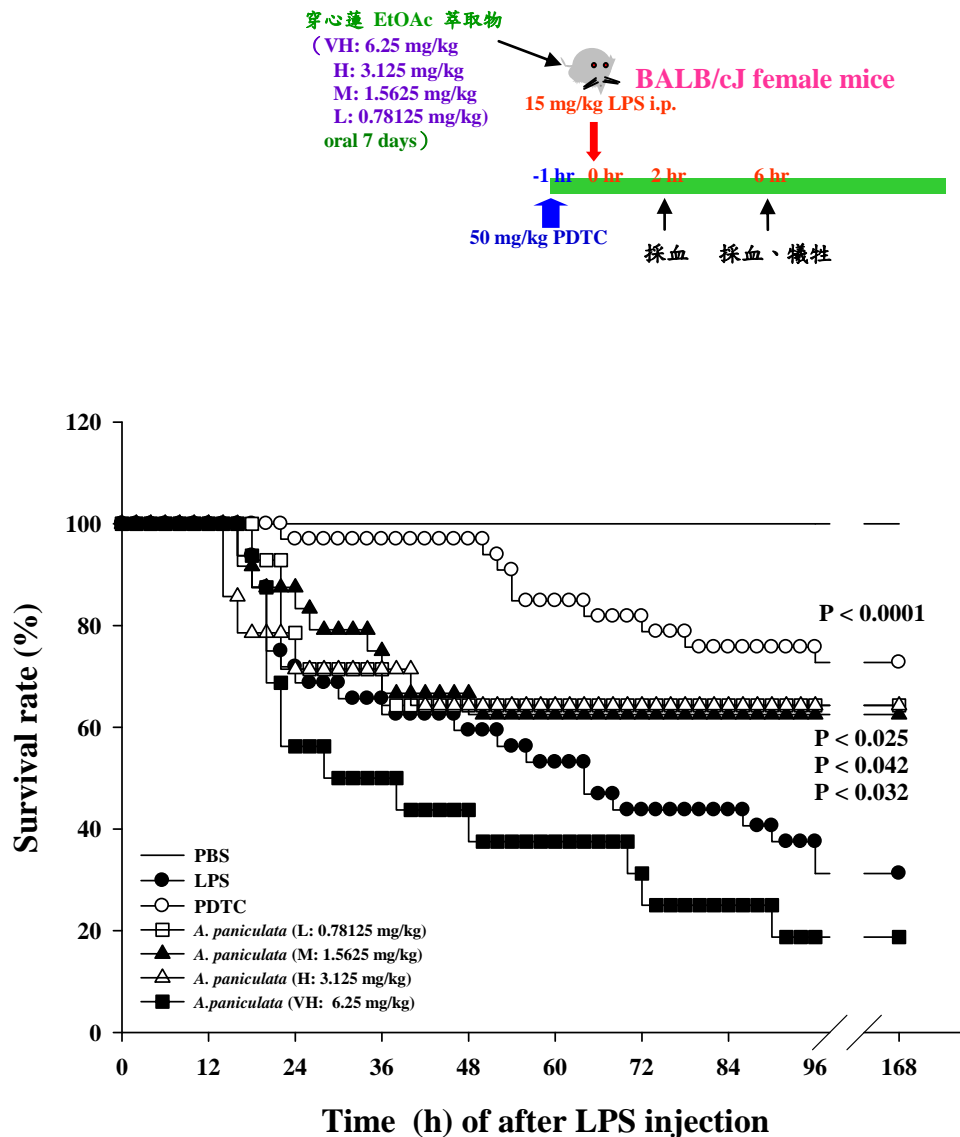 穿心蓮 EtOAc 萃取物
（VH: 6.25 mg/kg
H: 3.125 mg/kg
M: 1.5625 mg/kg
L: 0.78125 mg/kg)
oral 7 days）
BALB/cJ female mice
15 mg/kg LPS i.p.
-1 hr 0 hr 2 hr 6 hr
50 mg/kg PDTC
採血 採血、犧牲
120
100
80
60
40
20
0
Survival rate (%)
P < 0.0001
P < 0.025
P < 0.042
P < 0.032
PBS
LPS
PDTC
A. paniculata (L: 0.78125 mg/kg)
A. paniculata (M: 1.5625 mg/kg)
A. paniculata (H: 3.125 mg/kg)
A.paniculata (VH: 6.25 mg/kg)
0 12 24 36 48 60 72 84 96 168
Time (h) of after LPS injection